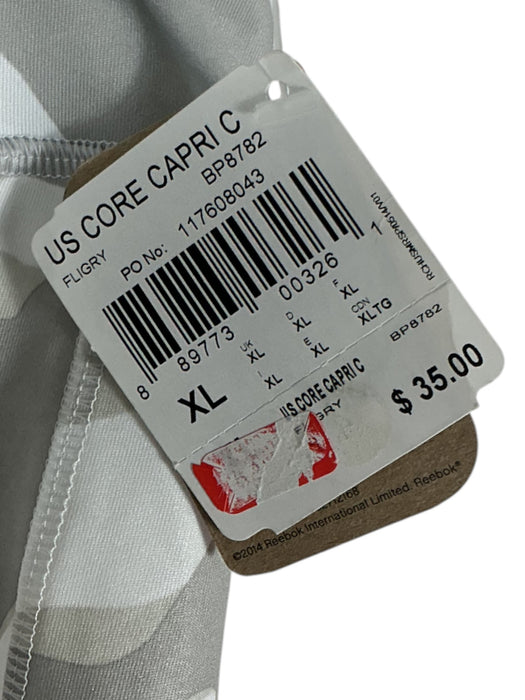 US CORE CAPRI C
BP8782
FLIGRY
PO No: 117608043
8 89773 00326 1
XL
UK XL
D XL
F XL
I XL
E XL
CDN XLTG
BP8782
US CORE CAPRI C
$ 35.00
©2014 Reebok International Limited. Reebok®